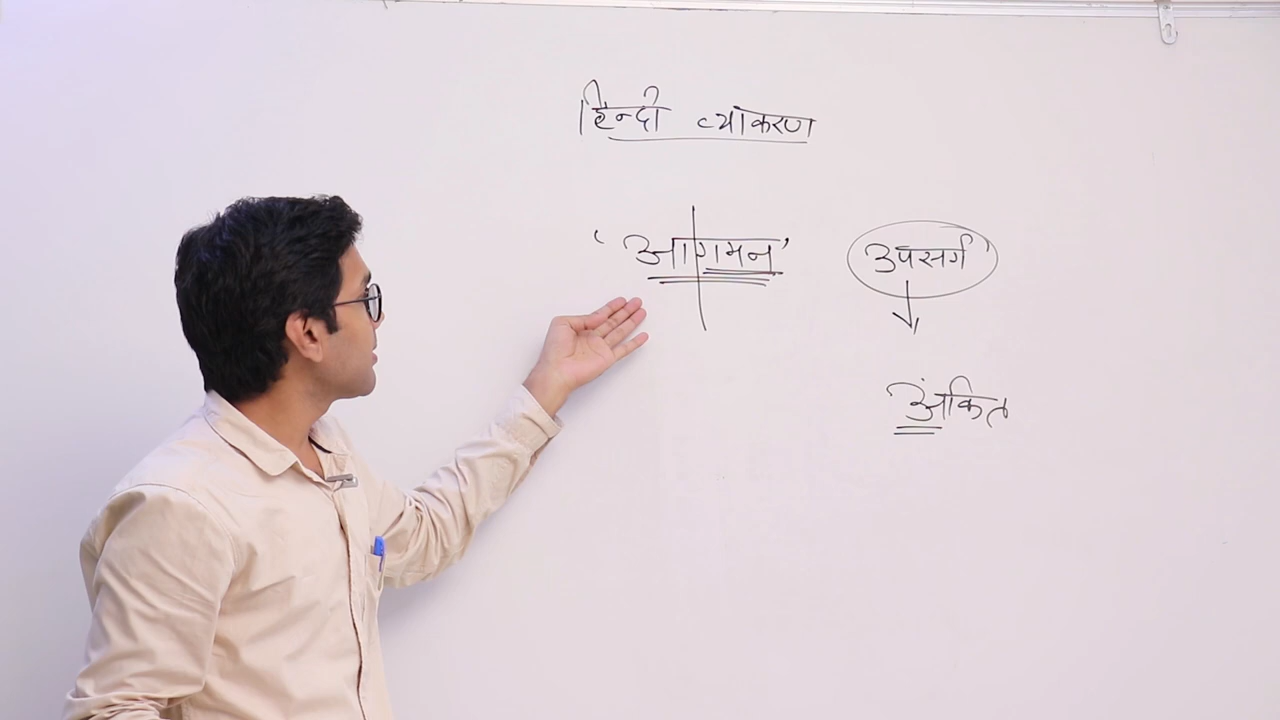 हिन्दी व्याकरण
'आगमन' उपसर्ग
अंकित